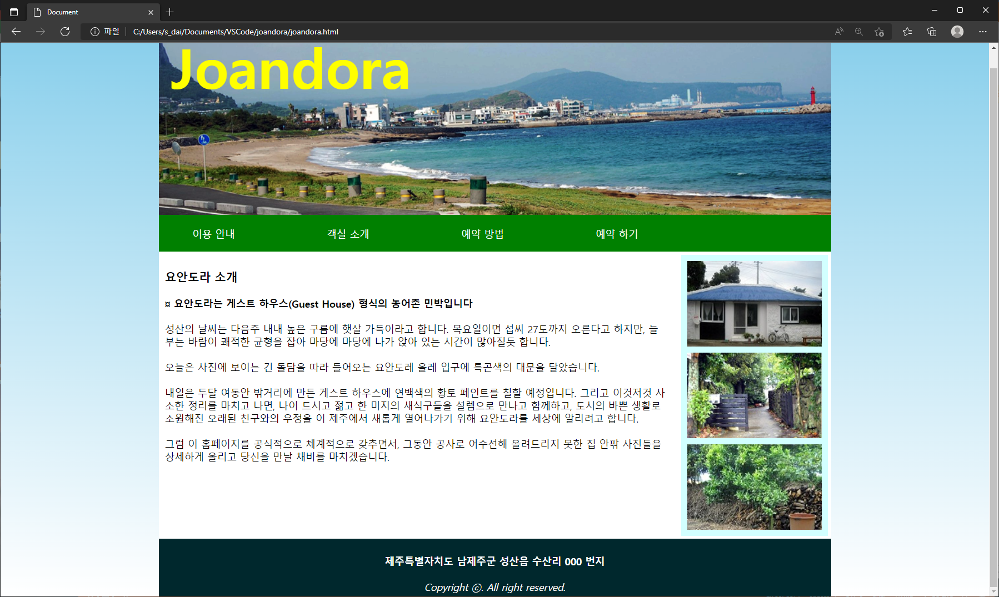 Document
파일
C:/Users/s_dai/Documents/VSCode/joandora/joandora.html
Joandora
이용 안내 객실 소개 예약 방법 예약 하기
요안도라 소개
¤ 요안도라는 게스트 하우스(Guest House) 형식의 농어촌 민박입니다
성산의 날씨는 다음주 내내 높은 구름에 햇살 가득이라고 합니다. 목요일이면 섭씨 27도까지 오른다고 하지만, 늘
부는 바람이 쾌적한 균형을 잡아 마당에 마당에 나가 앉아 있는 시간이 많아질듯 합니다.
오늘은 사진에 보이는 긴 돌담을 따라 들어오는 요안도레 올레 입구에 특곤색의 대문을 달았습니다.
내일은 두달 여동안 밖거리에 만든 게스트 하우스에 연백색의 황토 페인트를 칠할 예정입니다. 그리고 이것저것 사
소한 정리를 마치고 나면, 나이 드시고 젊고 한 미지의 새식구들을 설렘으로 만나고 함께하고, 도시의 바쁜 생활로
소원해진 오래된 친구와의 우정을 이 제주에서 새롭게 열어나가기 위해 요안도라를 세상에 알리려고 합니다.
그럼 이 홈페이지를 공식적으로 체계적으로 갖추면서, 그동안 공사로 어수선해 올려드리지 못한 집 안팎 사진들을
상세하게 올리고 당신을 만날 채비를 마치겠습니다.
제주특별자치도 남제주군 성산읍 수산리 000 번지
Copyright ⓒ. All right reserved.